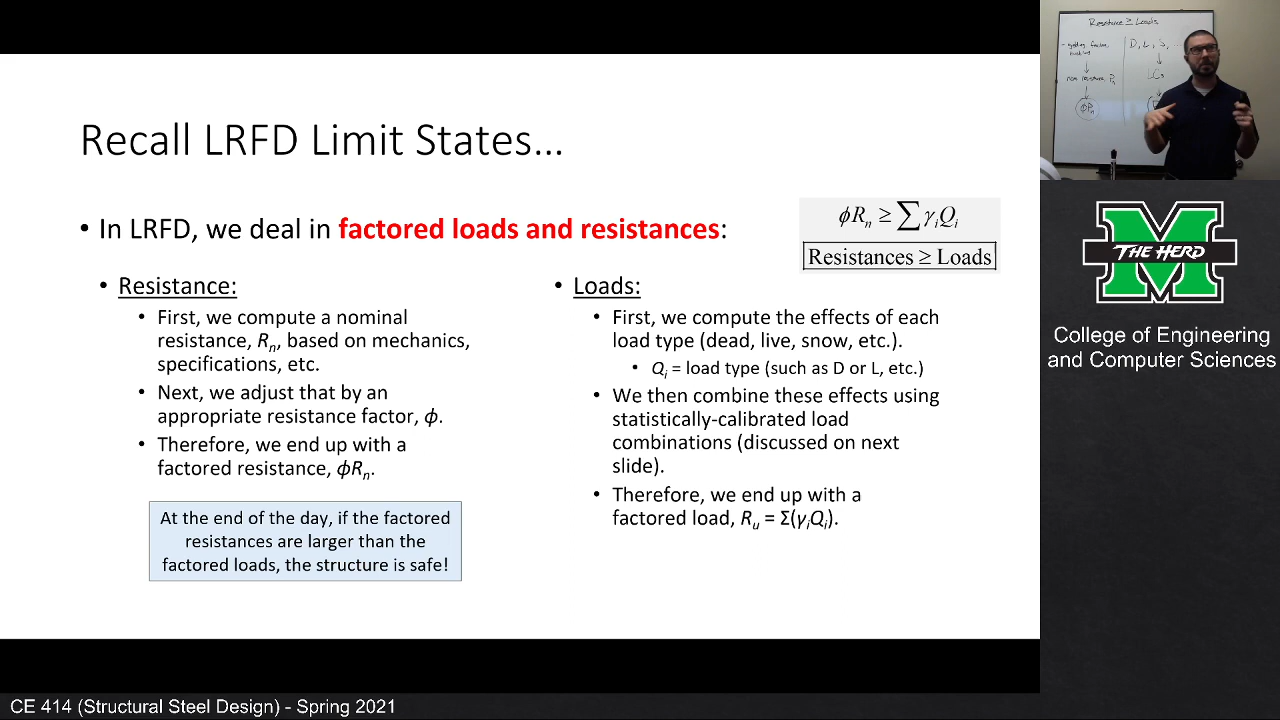 Recall LRFD Limit States...
• In LRFD, we deal in factored loads and resistances:
ϕRₙ ≥ ∑ γᵢQᵢ
Resistances ≥ Loads
• Resistance:
• First, we compute a nominal
resistance, Rₙ, based on mechanics,
specifications, etc.
• Next, we adjust that by an
appropriate resistance factor, ϕ.
• Therefore, we end up with a
factored resistance, ϕRₙ.
At the end of the day, if the factored
resistances are larger than the
factored loads, the structure is safe!
• Loads:
• First, we compute the effects of each
load type (dead, live, snow, etc.).
• Qᵢ = load type (such as D or L, etc.)
• We then combine these effects using
statistically-calibrated load
combinations (discussed on next
slide).
• Therefore, we end up with a
factored load, Rᵤ = Σ(γᵢQᵢ).
Resistance ≥ Loads
D, L, S,
LCs
ϕPₙ
THE HERD
College of Engineering
and Computer Sciences
CE 414 (Structural Steel Design) - Spring 2021